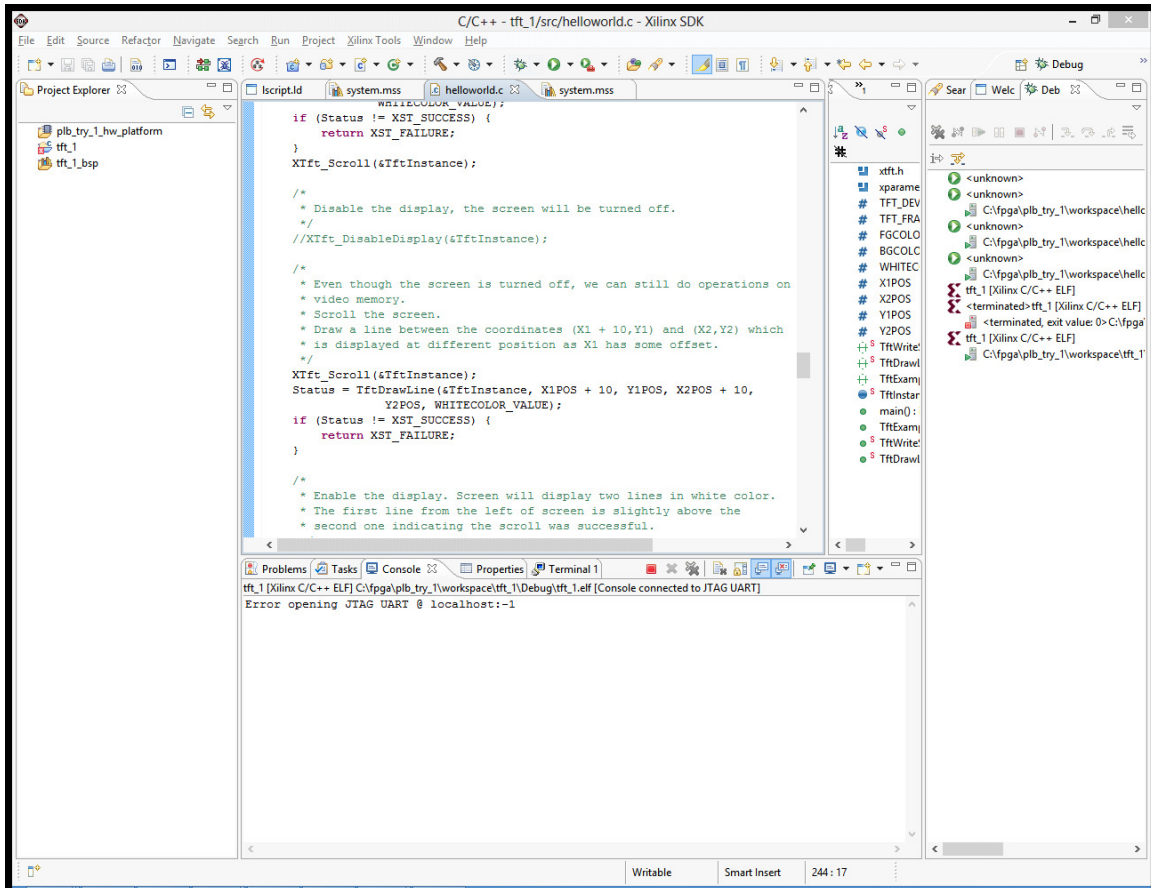 C/C++ - tft_1/src/helloworld.c - Xilinx SDK
File Edit Source Refactor Navigate Search Run Project Xilinx Tools Window Help
Debug
Project Explorer
plb_try_1_hw_platform
tft_1
tft_1_bsp
lscript.ld system.mss helloworld.c system.mss
WHITECOLOR_VALUE);
if (Status != XST_SUCCESS) {
return XST_FAILURE;
}
XTft_Scroll(&TftInstance);
/*
* Disable the display, the screen will be turned off.
*/
//XTft_DisableDisplay(&TftInstance);
/*
* Even though the screen is turned off, we can still do operations on
* video memory.
* Scroll the screen.
* Draw a line between the coordinates (X1 + 10,Y1) and (X2,Y2) which
* is displayed at different position as X1 has some offset.
*/
XTft_Scroll(&TftInstance);
Status = TftDrawLine(&TftInstance, X1POS + 10, Y1POS, X2POS + 10,
Y2POS, WHITECOLOR_VALUE);
if (Status != XST_SUCCESS) {
return XST_FAILURE;
}
/*
* Enable the display. Screen will display two lines in white color.
* The first line from the left of screen is slightly above the
* second one indicating the scroll was successful.
xtft.h
xparame
# TFT_DEV
# TFT_FRA
# FGCOLO
# BGCOLC
# WHITEC
# X1POS
# X2POS
# Y1POS
# Y2POS
S TftWrite
S TftDrawl
TftExam
S TftInstar
main() :
TftExam
S TftWrite
S TftDrawl
Sear Welc Deb
<unknown>
<unknown>
C:\fpga\plb_try_1\workspace\hellc
<unknown>
C:\fpga\plb_try_1\workspace\hellc
<unknown>
C:\fpga\plb_try_1\workspace\hellc
tft_1 [Xilinx C/C++ ELF]
<terminated>tft_1 [Xilinx C/C++ ELF]
<terminated, exit value: 0>C:\fpga
tft_1 [Xilinx C/C++ ELF]
C:\fpga\plb_try_1\workspace\tft_1
Problems Tasks Console Properties Terminal 1
tft_1 [Xilinx C/C++ ELF] C:\fpga\plb_try_1\workspace\tft_1\Debug\tft_1.elf [Console connected to JTAG UART]
Error opening JTAG UART @ localhost:-1
Writable Smart Insert 244 : 17